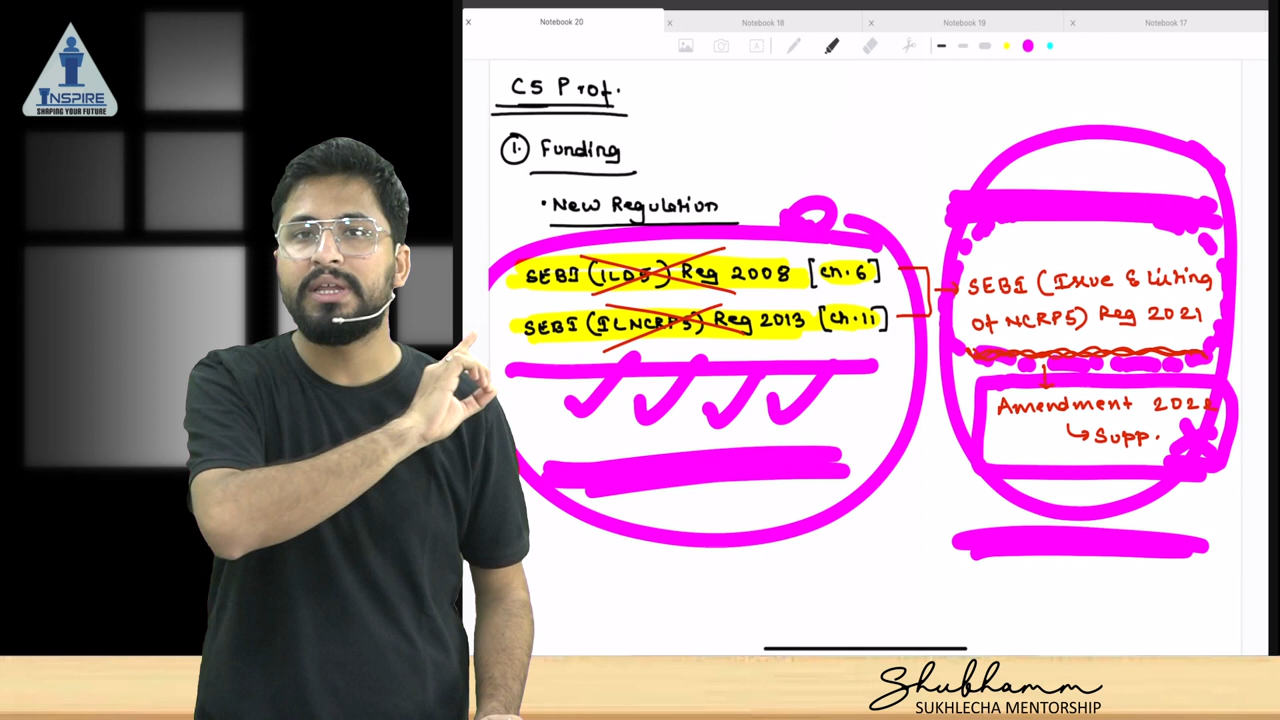 Notebook 20
Notebook 18
Notebook 19
Notebook 17
A
INSPIRE
SHAPING YOUR FUTURE
CS Prof.
1. Funding
• New Regulation
SEBI (ILDS) Reg 2008 [ch.6]
SEBI (ILNCRPS) Reg 2013 [ch.11]
SEBI (Issue & Listing
of NCRPS) Reg 2021
Amendment 2022
↳ Supp.
Shubhamm
SUKHLECHA MENTORSHIP